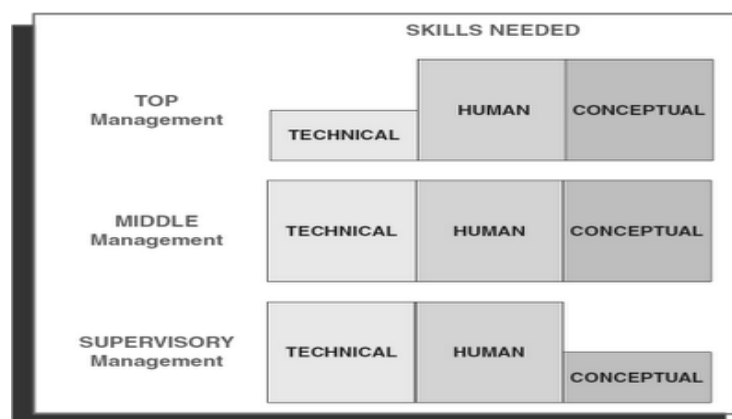 SKILLS NEEDED
TOP
Management
TECHNICAL
HUMAN
CONCEPTUAL
MIDDLE
Management
TECHNICAL
HUMAN
CONCEPTUAL
SUPERVISORY
Management
TECHNICAL
HUMAN
CONCEPTUAL